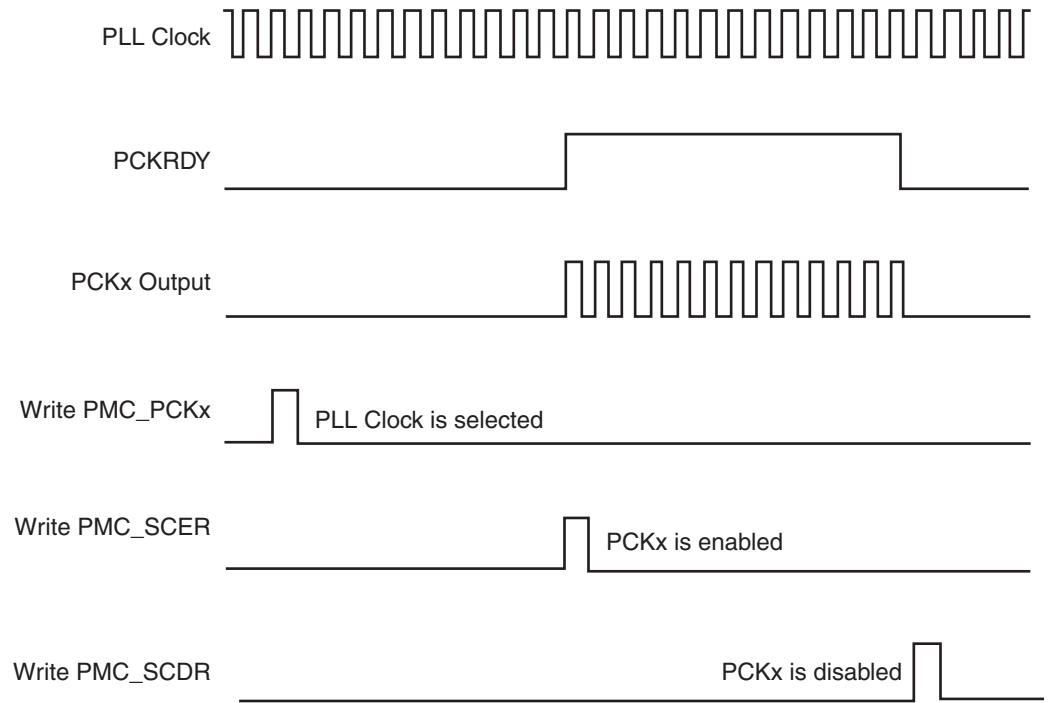 PLL Clock
PCKRDY
PCKx Output
Write PMC_PCKx
PLL Clock is selected
Write PMC_SCER
PCKx is enabled
Write PMC_SCDR
PCKx is disabled